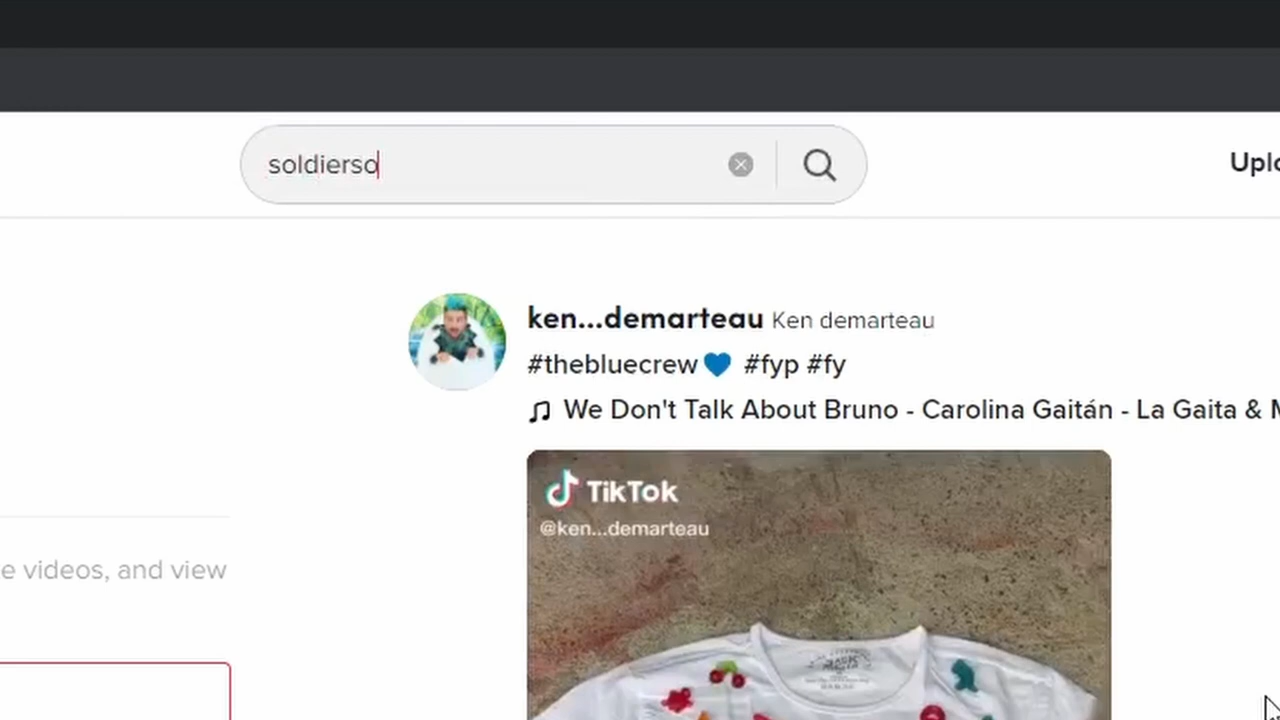 soldierso
Uplo
ken...demarteau Ken demarteau
#thebluecrew💙 #fyp #fy
We Don't Talk About Bruno - Carolina Gaitán - La Gaita & M
TikTok
@ken...demarteau
e videos, and view